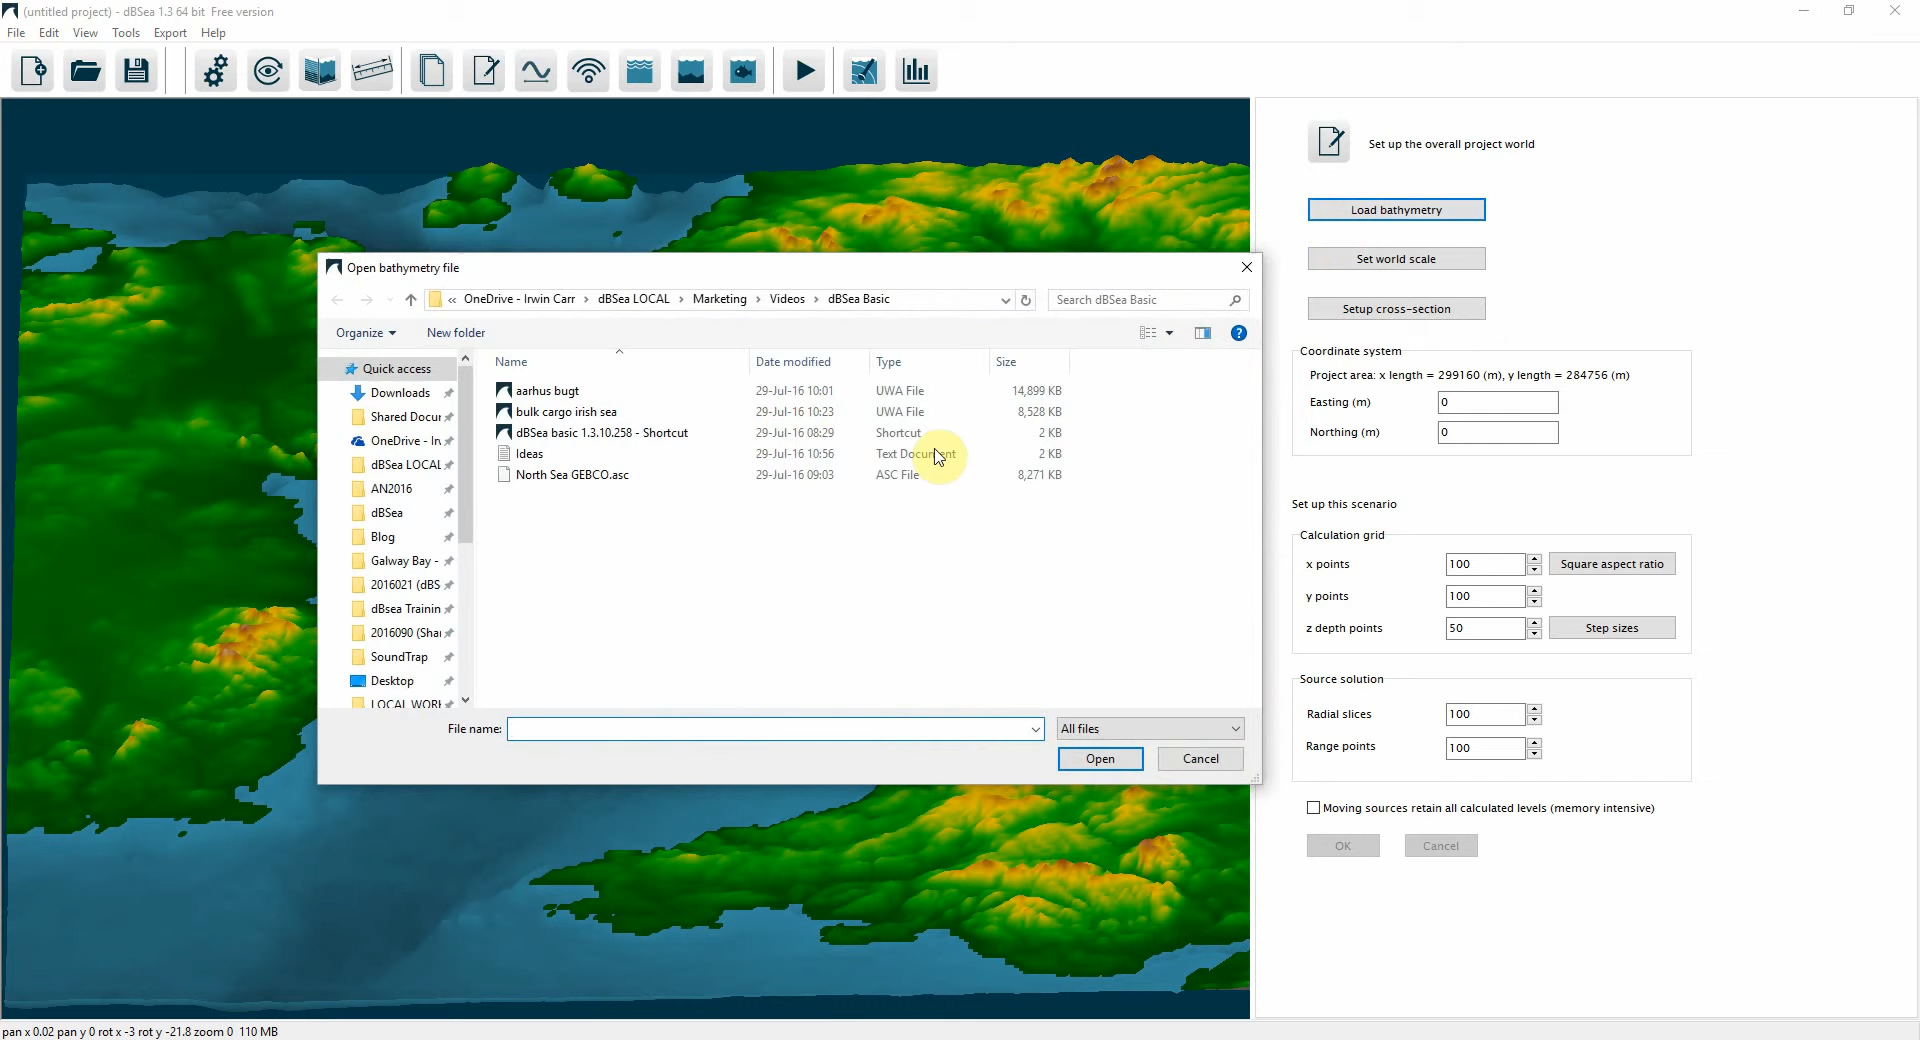 (untitled project) - dBSea 1.3 64 bit Free version
File Edit View Tools Export Help
Set up the overall project world
Load bathymetry
Set world scale
Setup cross-section
Coordinate system
Project area: x length = 299160 (m), y length = 284756 (m)
Easting (m) 0
Northing (m) 0
Set up this scenario
Calculation grid
x points 100 Square aspect ratio
y points 100
z depth points 50 Step sizes
Source solution
Radial slices 100
Range points 100
Moving sources retain all calculated levels (memory intensive)
OK Cancel
Open bathymetry file
« OneDrive - Irwin Carr › dBSea LOCAL › Marketing › Videos › dBSea Basic
Search dBSea Basic
Organize New folder
Quick access
Downloads
Shared Docur
OneDrive - Irv
dBSea LOCAL
AN2016
dBSea
Blog
Galway Bay -
2016021 (dBS
dBsea Trainin
2016090 (Shar
SoundTrap
Desktop
LOCAL WORK
Name Date modified Type Size
aarhus bugt 29-Jul-16 10:01 UWA File 14,899 KB
bulk cargo irish sea 29-Jul-16 10:23 UWA File 8,528 KB
dBSea basic 1.3.10.258 - Shortcut 29-Jul-16 08:29 Shortcut 2 KB
Ideas 29-Jul-16 10:56 Text Document 2 KB
North Sea GEBCO.asc 29-Jul-16 09:03 ASC File 8,271 KB
File name: All files
Open Cancel
pan x 0.02 pan y 0 rot x -3 rot y -21.8 zoom 0 110 MB